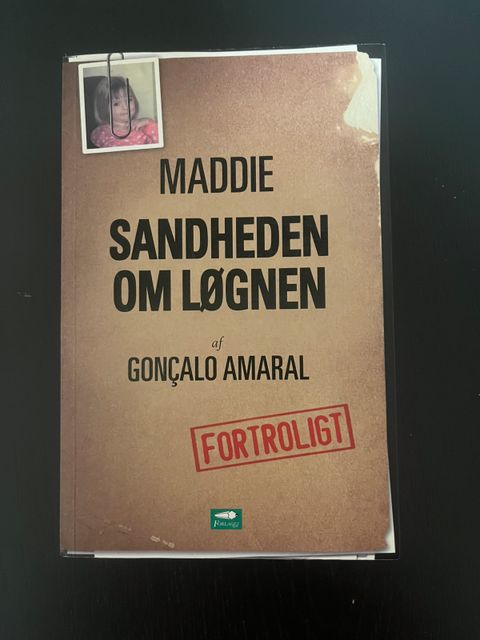 MADDIE
SANDHEDEN
OM LØGNEN
af
GONÇALO AMARAL
FORTROLIGT